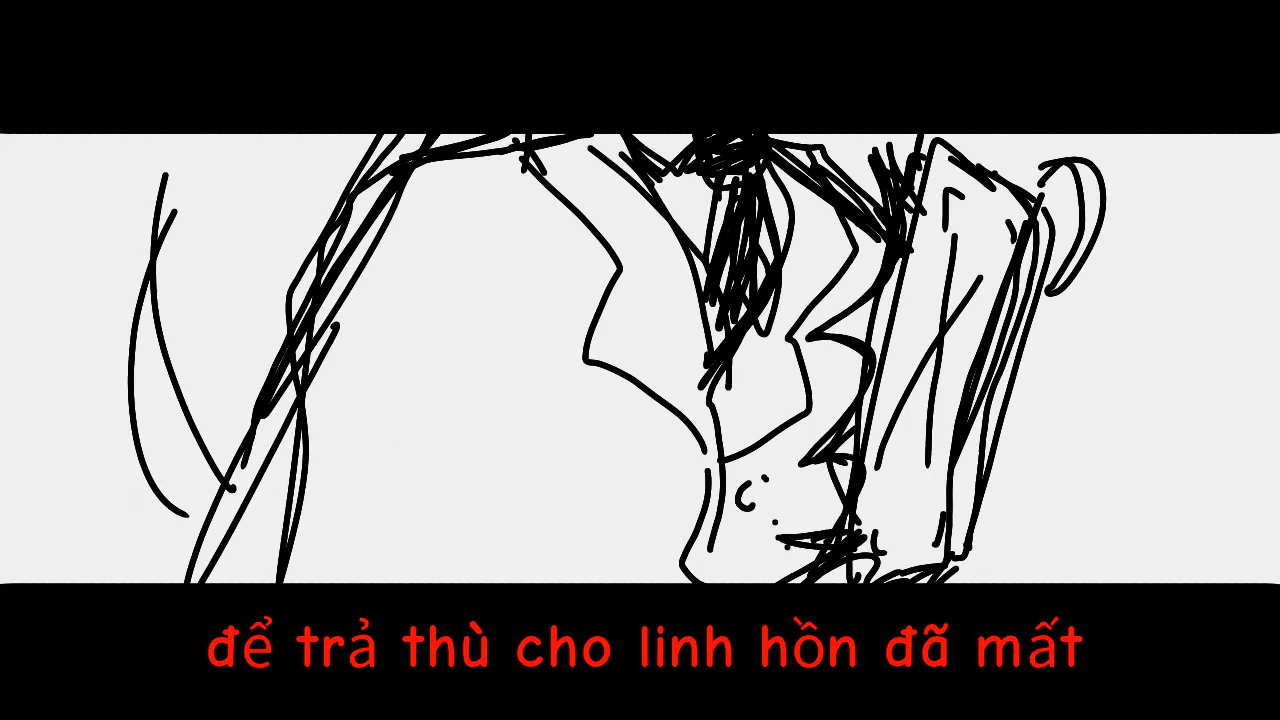 để trả thù cho linh hồn đã mất